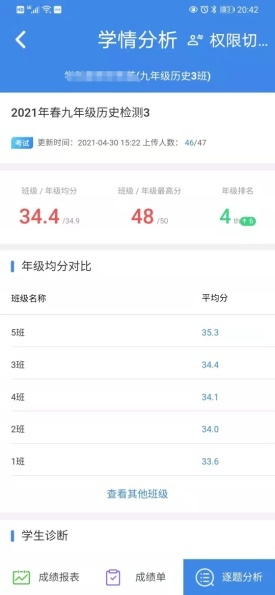 20:42
学情分析
权限切...
(九年级历史3班)
2021年春九年级历史检测3
考试 更新时间：2021-04-30 15:22 上传人数： 46/47
班级 / 年级均分 班级 / 年级最高分 年级排名
34.4/34.9 48/50 4
年级均分对比
班级名称 平均分
5班 35.3
3班 34.4
4班 34.1
2班 34.0
1班 33.6
查看其他班级
学生诊断
成绩报表 成绩单 逐题分析